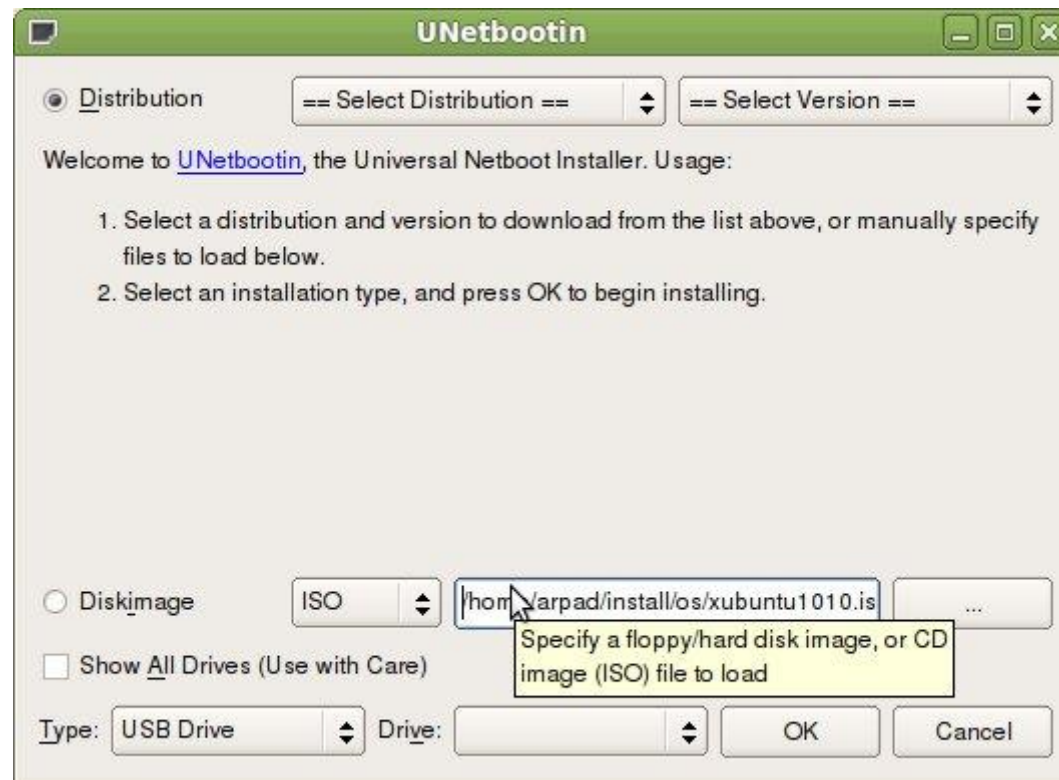 UNetbootin
Distribution == Select Distribution == == Select Version ==
Welcome to UNetbootin, the Universal Netboot Installer. Usage:
1. Select a distribution and version to download from the list above, or manually specify
files to load below.
2. Select an installation type, and press OK to begin installing.
Diskimage ISO /home/arpad/install/os/xubuntu1010.is ...
Specify a floppy/hard disk image, or CD
image (ISO) file to load
Show All Drives (Use with Care)
Type: USB Drive Drive: OK Cancel